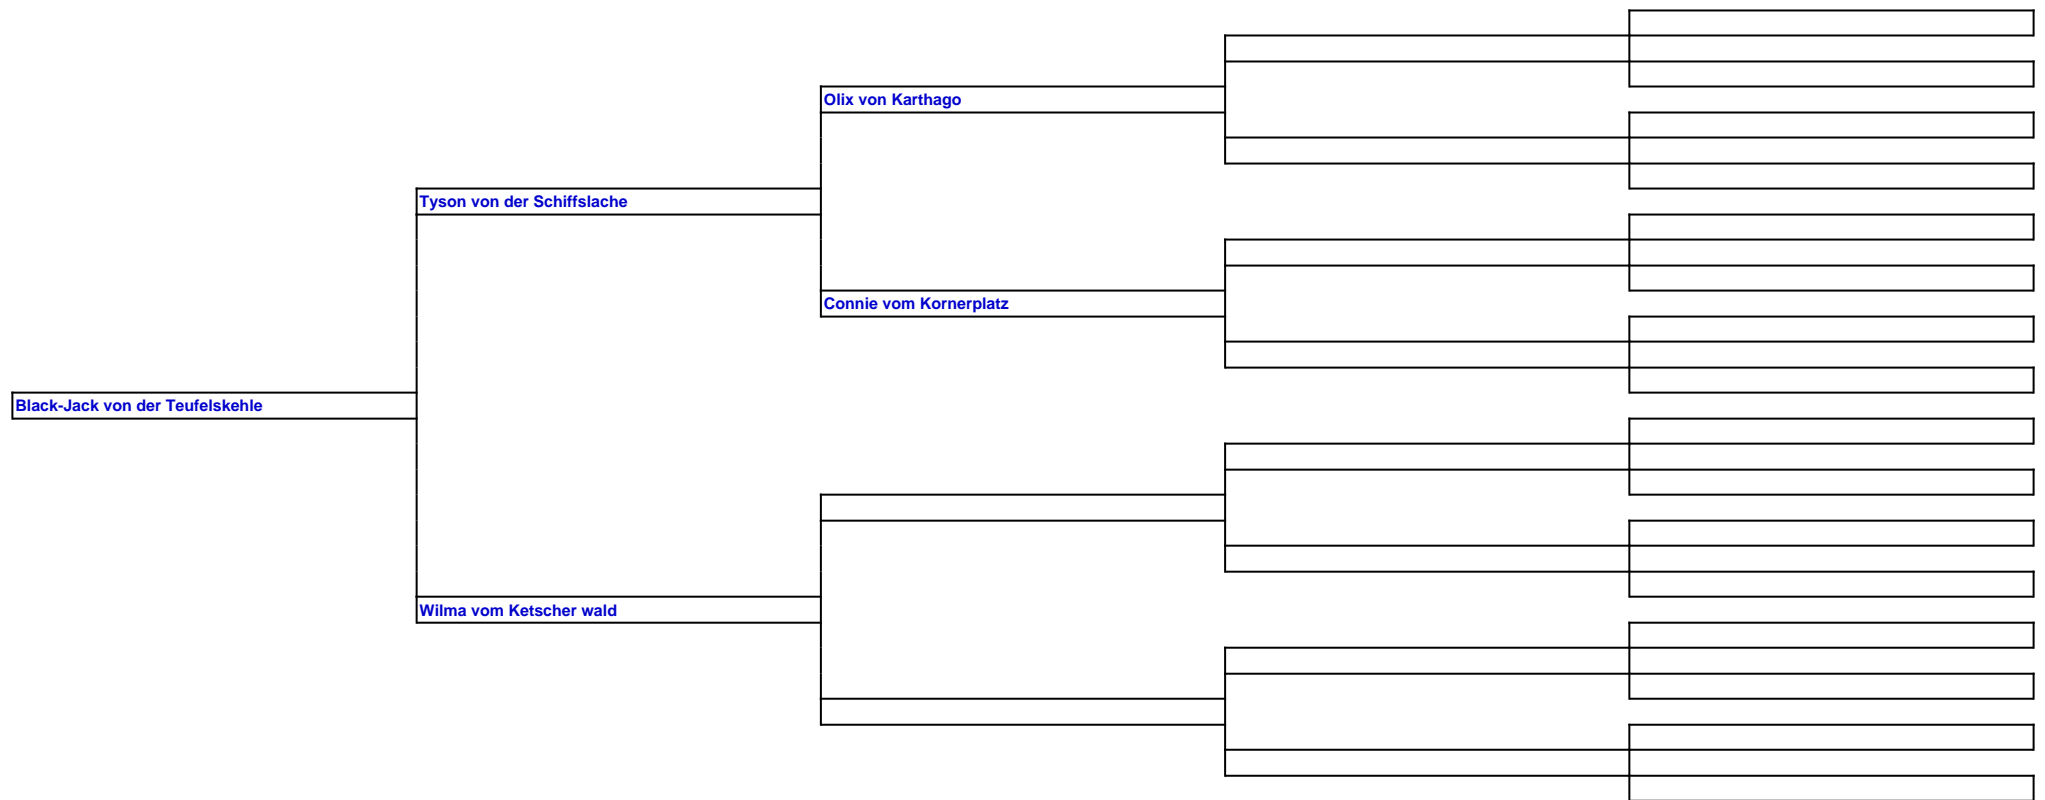 Olix von Karthago
Tyson von der Schiffslache
Connie vom Kornerplatz
Black-Jack von der Teufelskehle
Wilma vom Ketscher wald